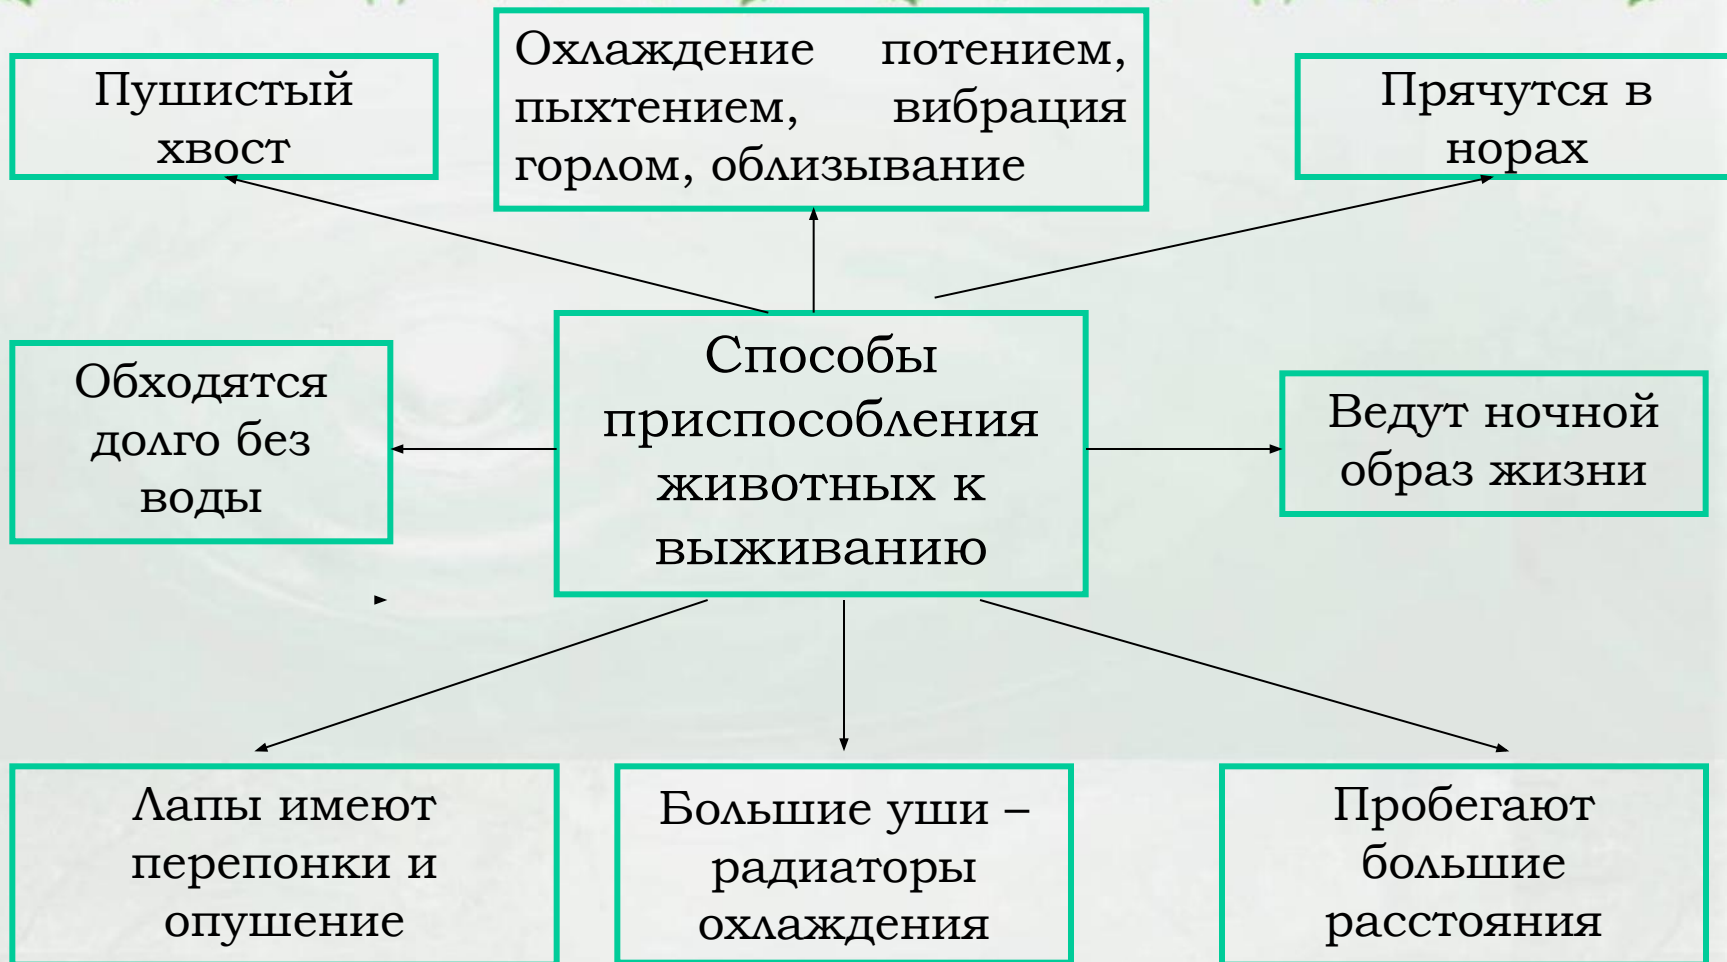 Пушистый
хвост
Охлаждение потением,
пыхтением, вибрация
горлом, облизывание
Прячутся в
норах
Обходятся
долго без
воды
Способы
приспособления
животных к
выживанию
Ведут ночной
образ жизни
Лапы имеют
перепонки и
опушение
Большие уши –
радиаторы
охлаждения
Пробегают
большие
расстояния